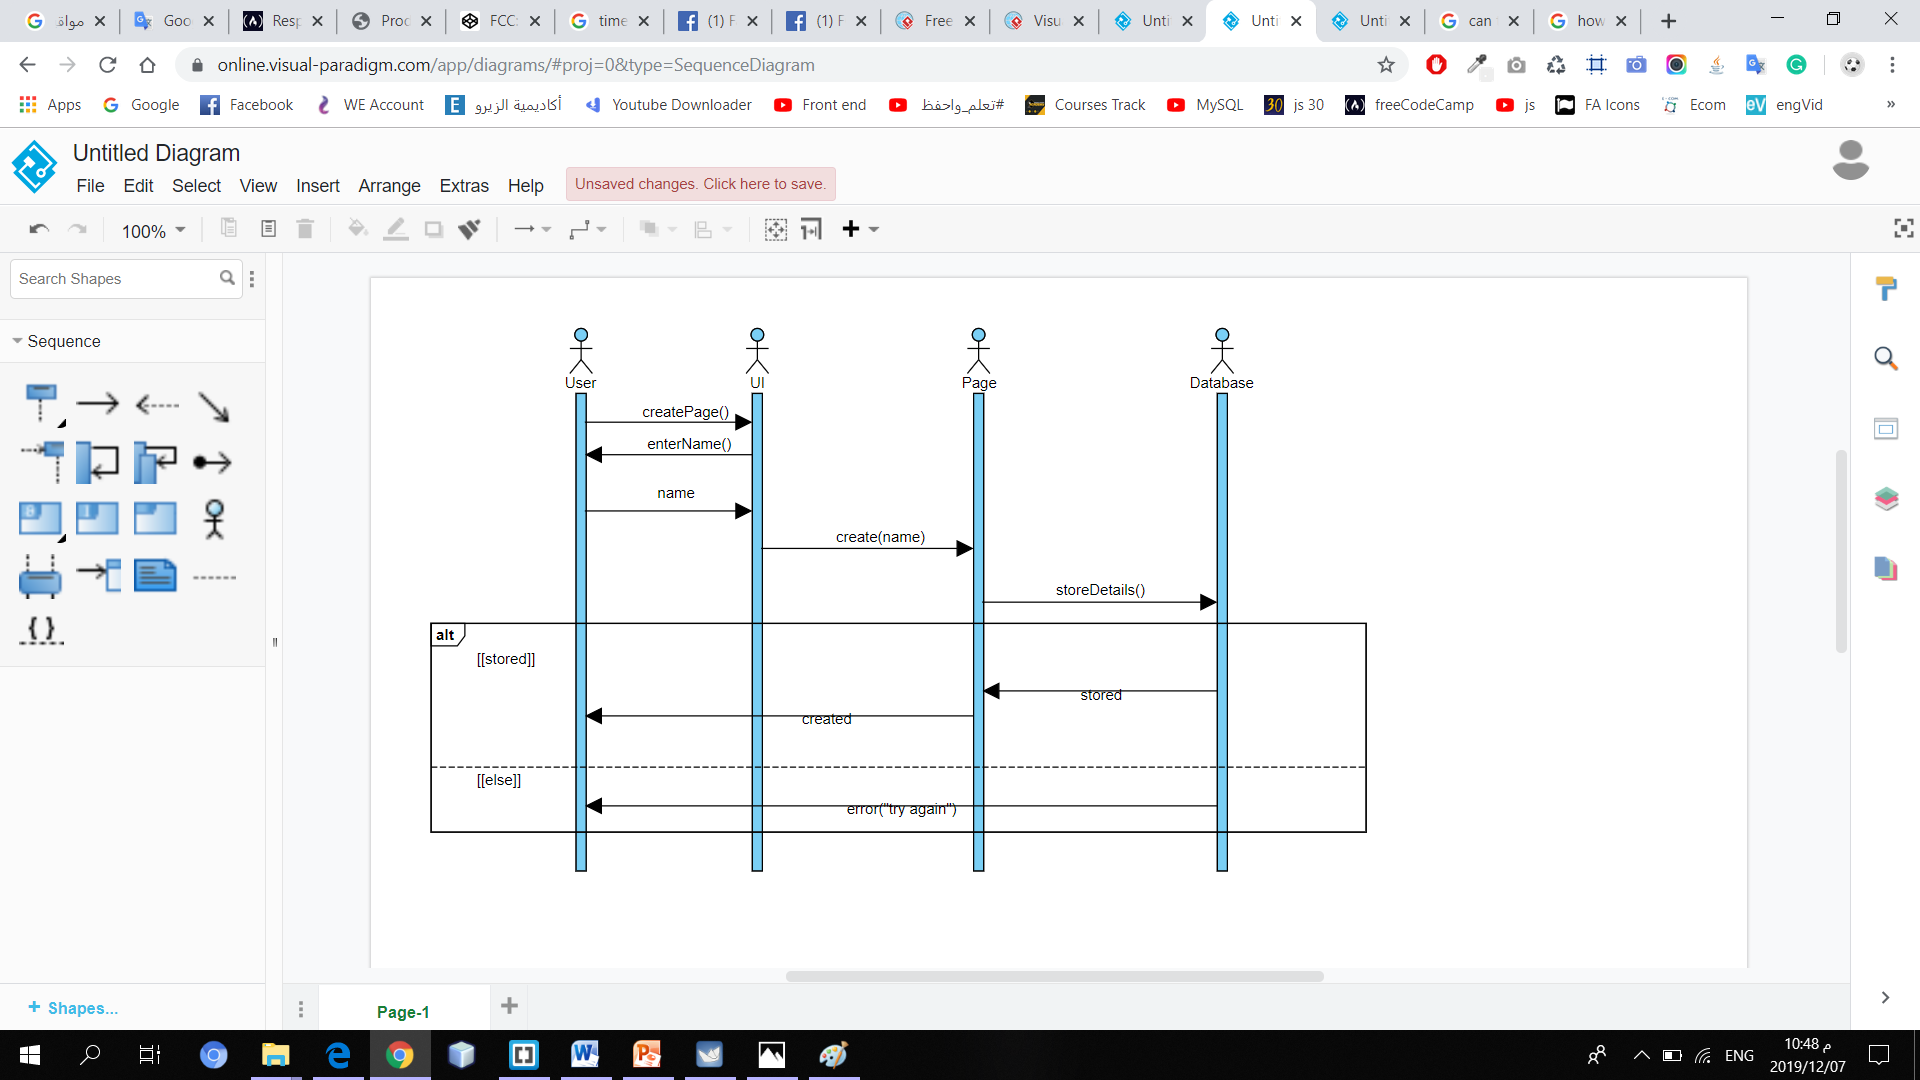 مواق
Goo
Resp
Prod
FCC:
time
(1) F
(1) F
Free
Visu
Unti
Unti
Unti
can
how
online.visual-paradigm.com/app/diagrams/#proj=0&type=SequenceDiagram
Apps
Google
Facebook
WE Account
أكاديمية الزيرو
Youtube Downloader
Front end
#تعلم_واحفظ
Courses Track
MySQL
30 js 30
freeCodeCamp
js
FA Icons
Ecom
eV engVid
»
Untitled Diagram
File Edit Select View Insert Arrange Extras Help
Unsaved changes. Click here to save.
100%
Search Shapes
Sequence
User
UI
Page
Database
createPage()
enterName()
name
create(name)
storeDetails()
alt
[[stored]]
stored
created
[[else]]
error("try again")
+ Shapes...
Page-1
ENG
10:48 م
2019/12/07